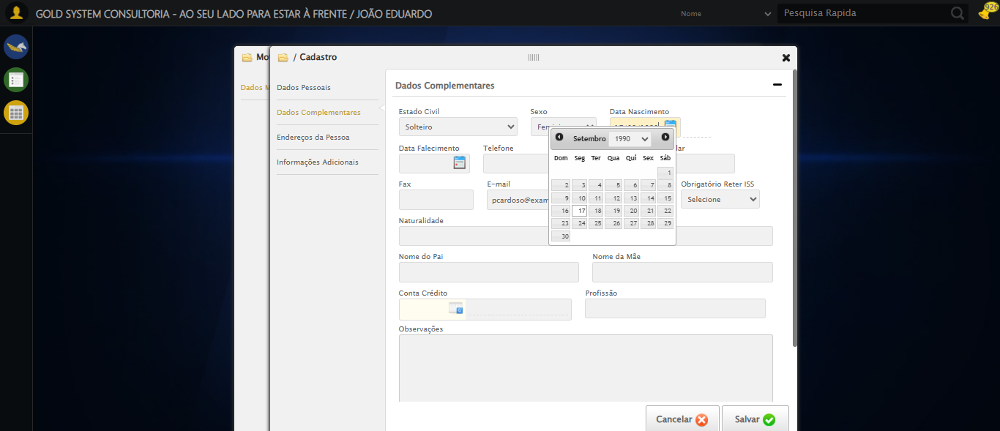 GOLD SYSTEM CONSULTORIA - AO SEU LADO PARA ESTAR À FRENTE / JOÃO EDUARDO
Nome
Pesquisa Rapida
926
Mo
/ Cadastro
Dados M
Dados Pessoais
Dados Complementares
Endereços da Pessoa
Informações Adicionais
Dados Complementares
Estado Civil
Sexo
Data Nascimento
Solteiro
Data Falecimento
Telefone
lar
Fax
E-mail
Obrigatório Reter ISS
pcardoso@exam
Selecione
Naturalidade
Setembro 1990
Dom Seg Ter Qua Qui Sex Sáb
1
2 3 4 5 6 7 8
9 10 11 12 13 14 15
16 17 18 19 20 21 22
23 24 25 26 27 28 29
30
Nome do Pai
Nome da Mãe
Conta Crédito
Profissão
Observações
Cancelar
Salvar